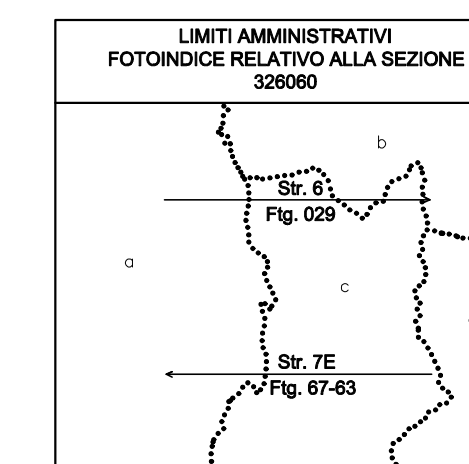 LIMITI AMMINISTRATIVI
FOTOINDICE RELATIVO ALLA SEZIONE
326060
b
Str. 6
Ftg. 029
a
c
Str. 7E
Ftg. 67-63